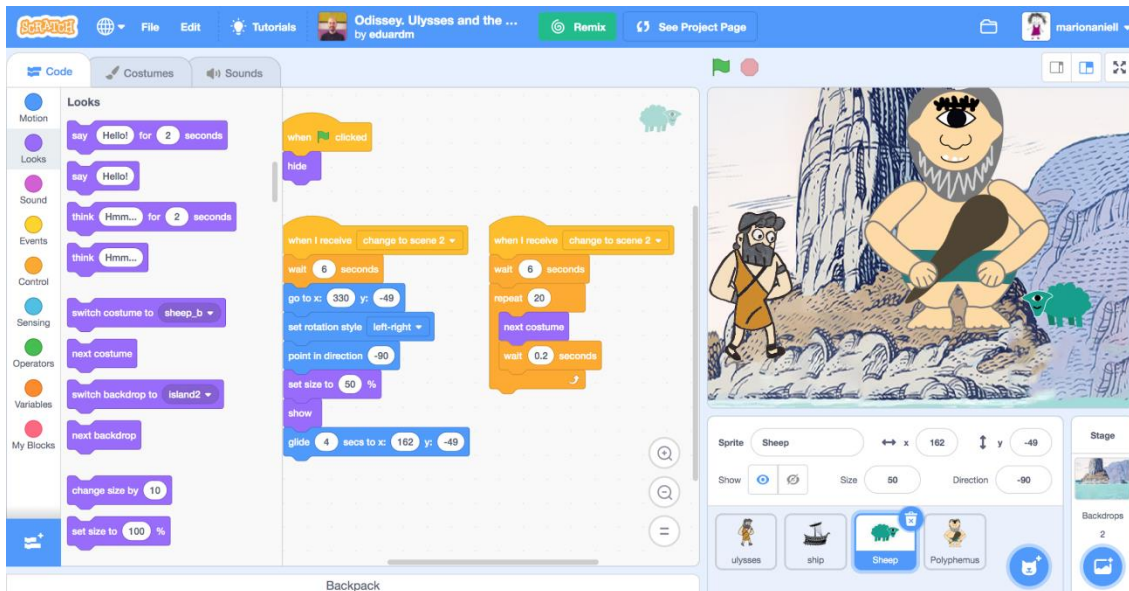 SCRATCH
File
Edit
Tutorials
Odissey. Ulysses and the ...
by eduardm
Remix
See Project Page
marionaniell
Code
Costumes
Sounds
Motion
Looks
Sound
Events
Control
Sensing
Operators
Variables
My Blocks
Looks
say Hello! for 2 seconds
say Hello!
think Hmm... for 2 seconds
think Hmm...
switch costume to sheep_b
next costume
switch backdrop to island2
next backdrop
change size by 10
set size to 100 %
when clicked
hide
when I receive change to scene 2
wait 6 seconds
go to x: 330 y: -49
set rotation style left-right
point in direction -90
set size to 50 %
show
glide 4 secs to x: 162 y: -49
when I receive change to scene 2
wait 6 seconds
repeat 20
next costume
wait 0.2 seconds
Backpack
Sprite Sheep x 162 y -49
Show Size 50 Direction -90
ulysses
ship
Sheep
Polyphemus
Stage
Backdrops
2